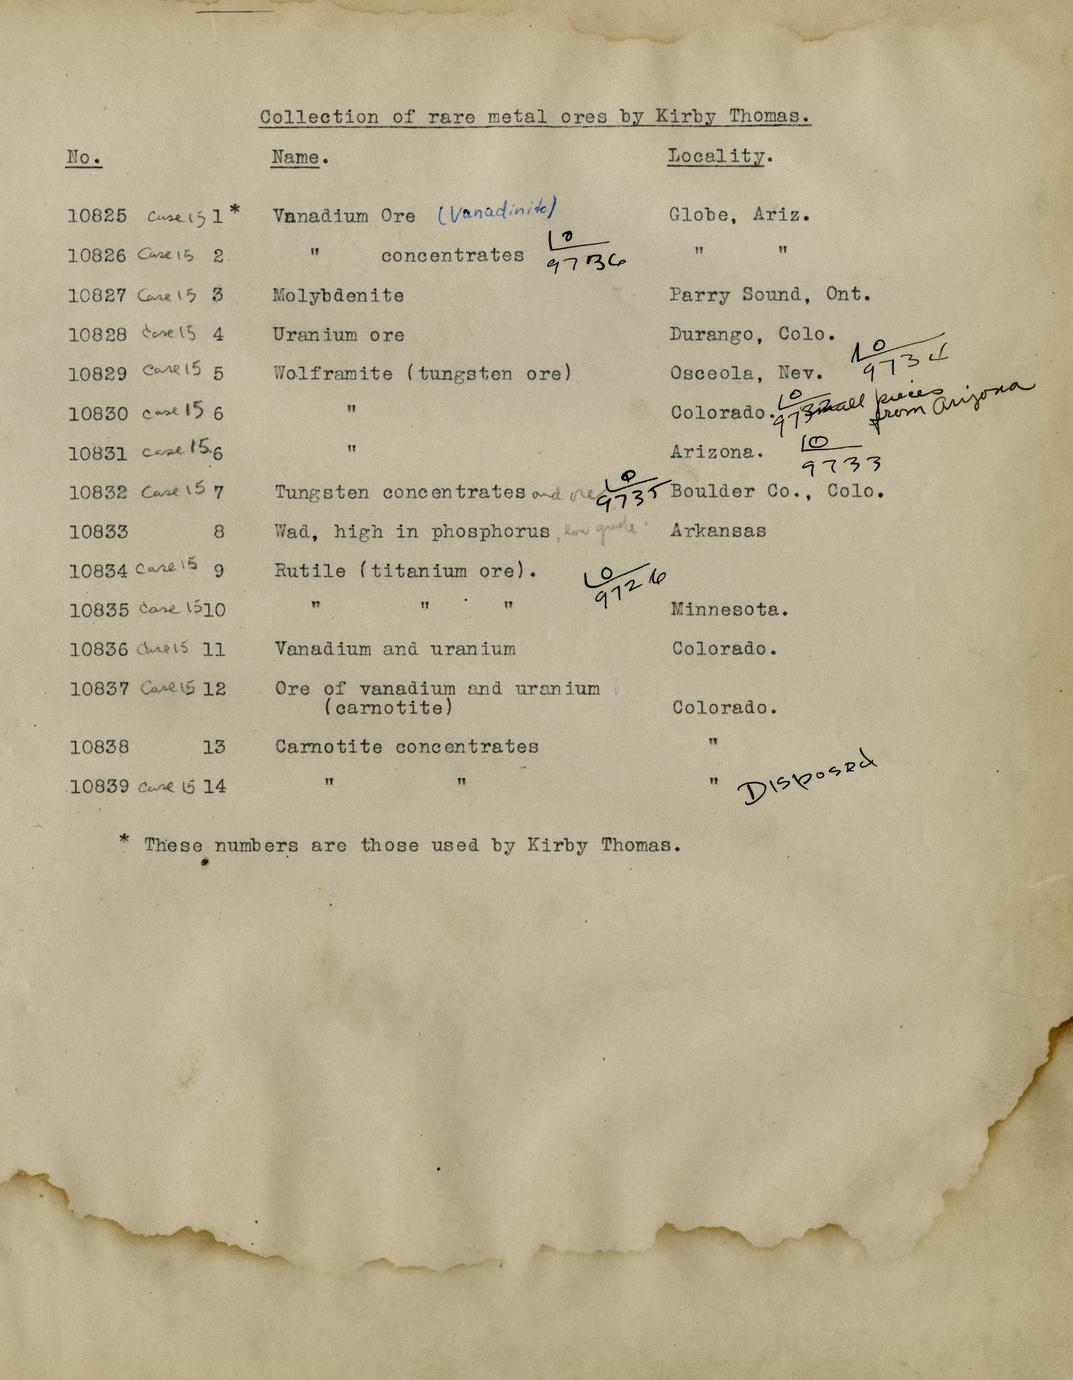 Collection of rare metal ores by Kirby Thomas.
No. Name. Locality.
10825 Case 15 1* Vanadium Ore (Vanadinite) Globe, Ariz.
10826 Case 15 2 " concentrates 10/9736 " "
10827 Case 15 3 Molybdenite Parry Sound, Ont.
10828 Case 15 4 Uranium ore Durango, Colo.
10829 Case 15 5 Wolframite (tungsten ore) Osceola, Nev. 10/9734
10830 Case 15 6 " Colorado. 10/9732 small pieces from Arizona
10831 Case 15 6 " Arizona. 10/9733
10832 Case 15 7 Tungsten concentrates and ore 10/9735 Boulder Co., Colo.
10833 8 Wad, high in phosphorus, low grade Arkansas
10834 Case 15 9 Rutile (titanium ore). 10/9726
10835 Case 15 10 " " " Minnesota.
10836 Case 15 11 Vanadium and uranium Colorado.
10837 Case 15 12 Ore of vanadium and uranium
(carnotite) Colorado.
10838 13 Carnotite concentrates "
10839 Case 15 14 " " " Disposed
* These numbers are those used by Kirby Thomas.